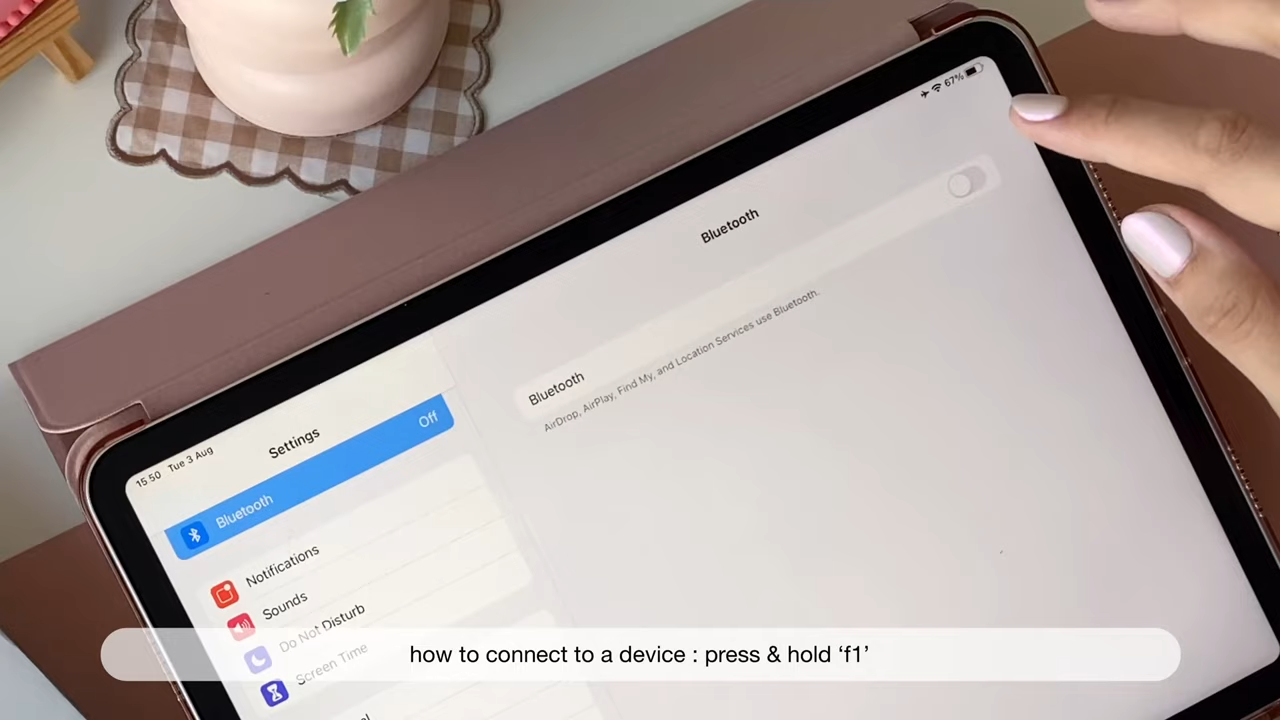 67%
Bluetooth
Bluetooth
AirDrop, AirPlay, Find My, and Location Services use Bluetooth.
15.50 Tue 3 Aug
Settings
Bluetooth Off
Notifications
Sounds
Do Not Disturb
Screen Time
how to connect to a device : press & hold ‘f1’